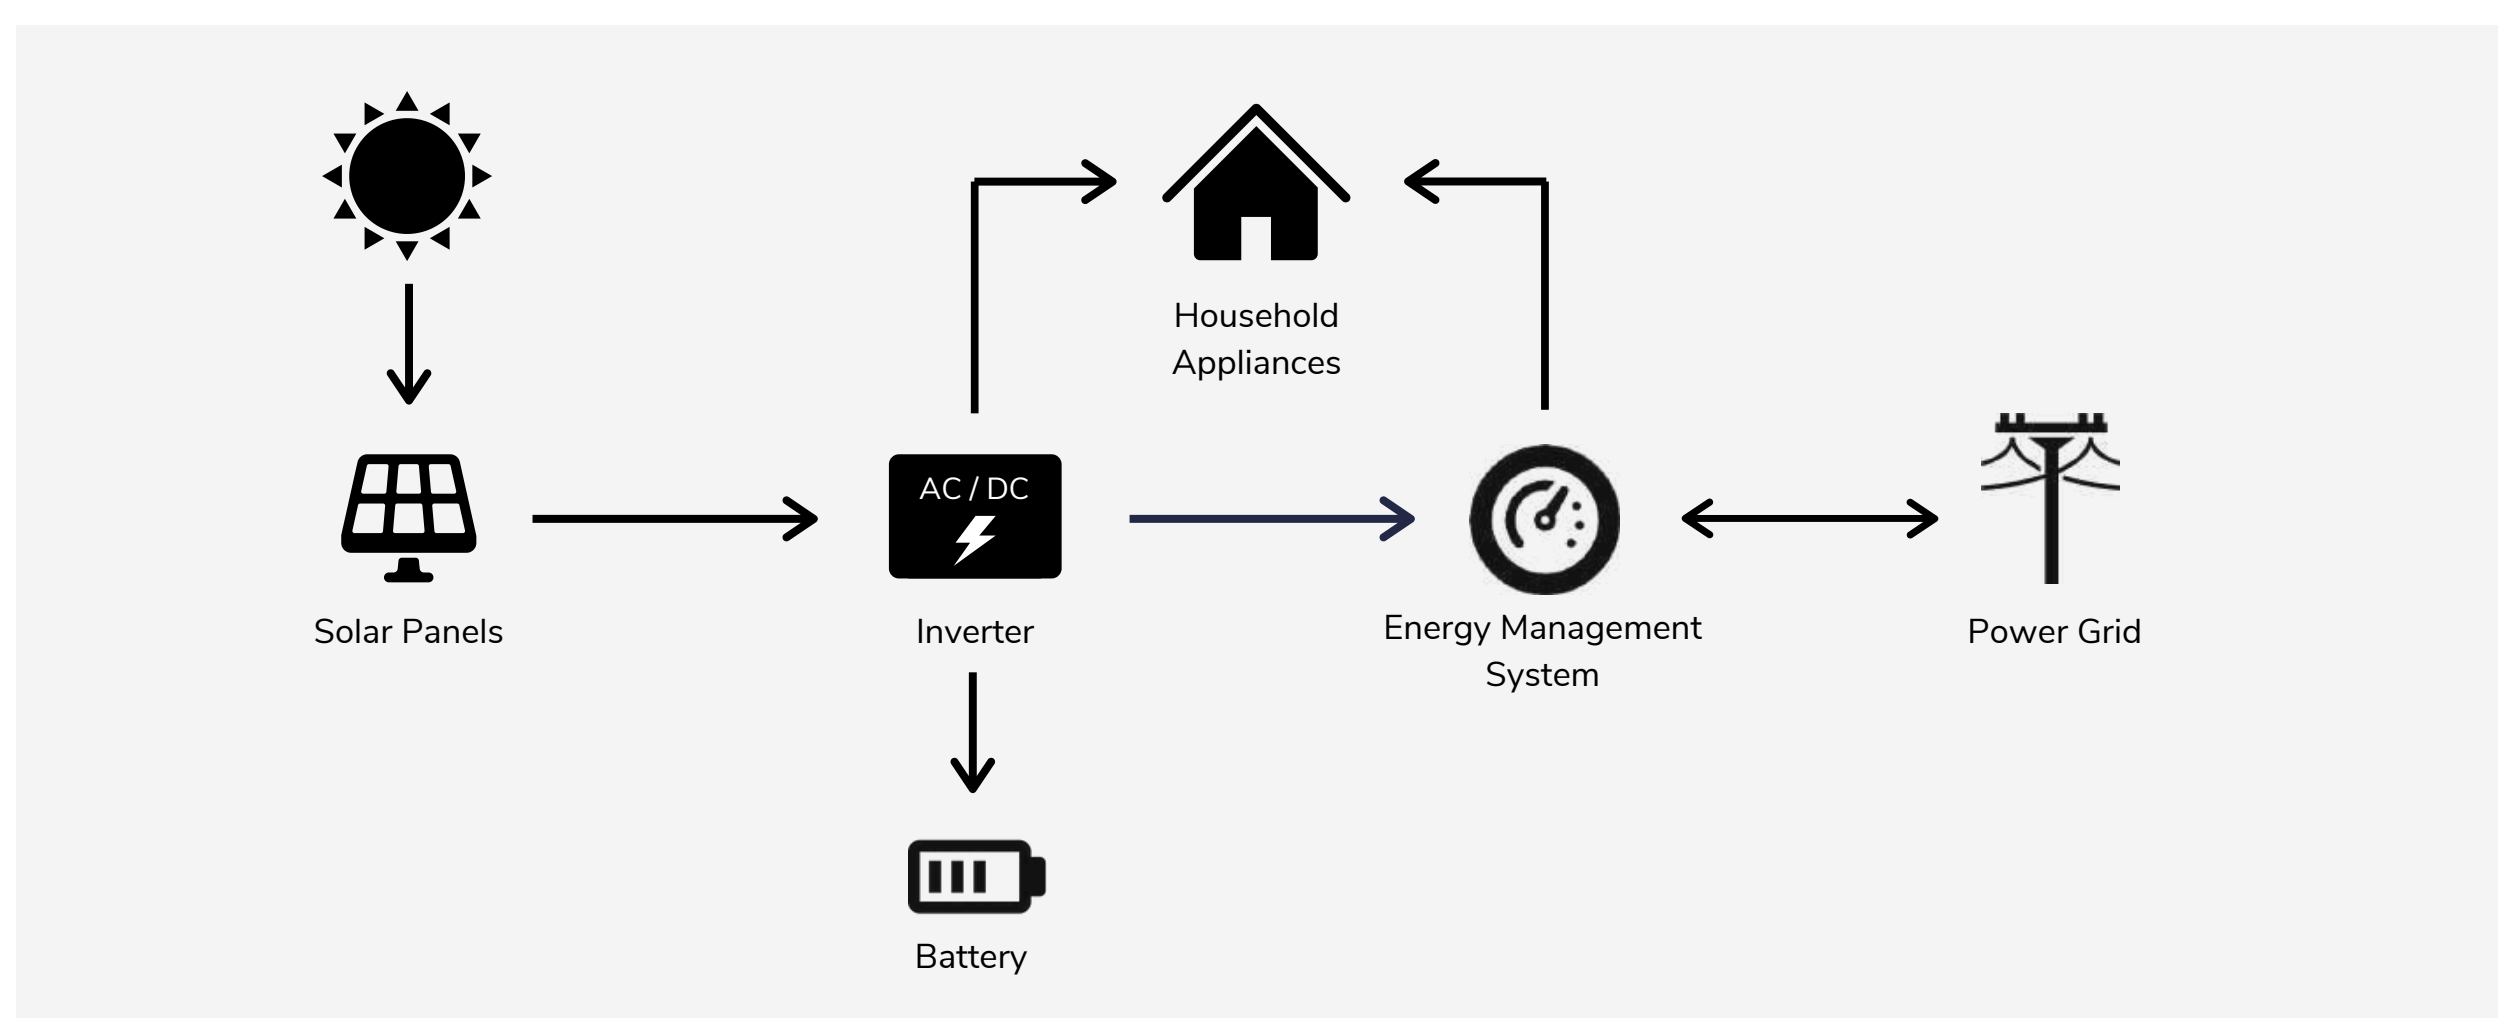 Household
Appliances
AC / DC
Solar Panels
Inverter
Energy Management
System
Power Grid
Battery